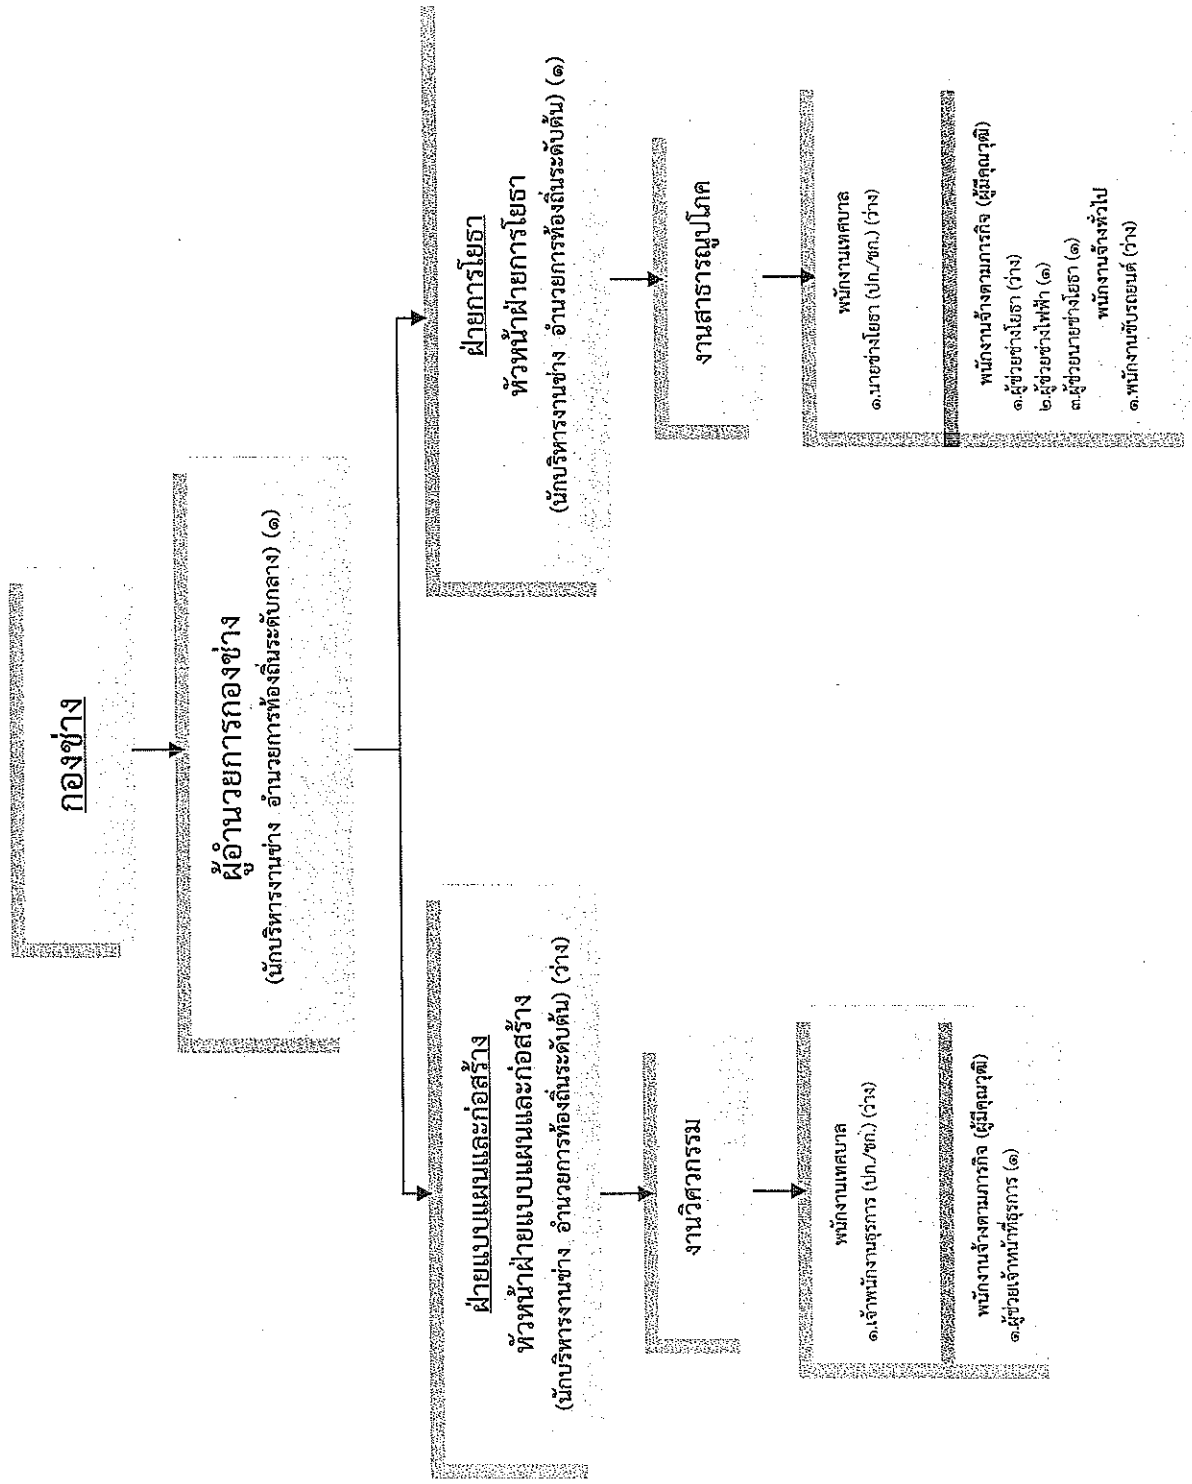 กองช่าง
ผู้อำนวยการกองช่าง
(นักบริหารงานช่าง อำนวยการท้องถิ่นระดับกลาง) (๑)
ฝ่ายแบบแผนและก่อสร้าง
หัวหน้าฝ่ายแบบแผนและก่อสร้าง
(นักบริหารงานช่าง อำนวยการท้องถิ่นระดับต้น) (ว่าง)
งานวิศวกรรม
พนักงานเทศบาล
๑.เจ้าพนักงานธุรการ (ปก./ชก.) (ว่าง)
พนักงานจ้างตามภารกิจ (ผู้มีคุณวุฒิ)
๑.ผู้ช่วยเจ้าหน้าที่ธุรการ (๑)
ฝ่ายการโยธา
หัวหน้าฝ่ายการโยธา
(นักบริหารงานช่าง อำนวยการท้องถิ่นระดับต้น) (๑)
งานสาธารณูปโภค
พนักงานเทศบาล
๑.นายช่างโยธา (ปก./ชก.) (ว่าง)
พนักงานจ้างตามภารกิจ (ผู้มีคุณวุฒิ)
๑.ผู้ช่วยช่างโยธา (ว่าง)
๒.ผู้ช่วยช่างไฟฟ้า (๑)
๓.ผู้ช่วยนายช่างโยธา (๑)
พนักงานจ้างทั่วไป
๑.พนักงานขับรถยนต์ (ว่าง)